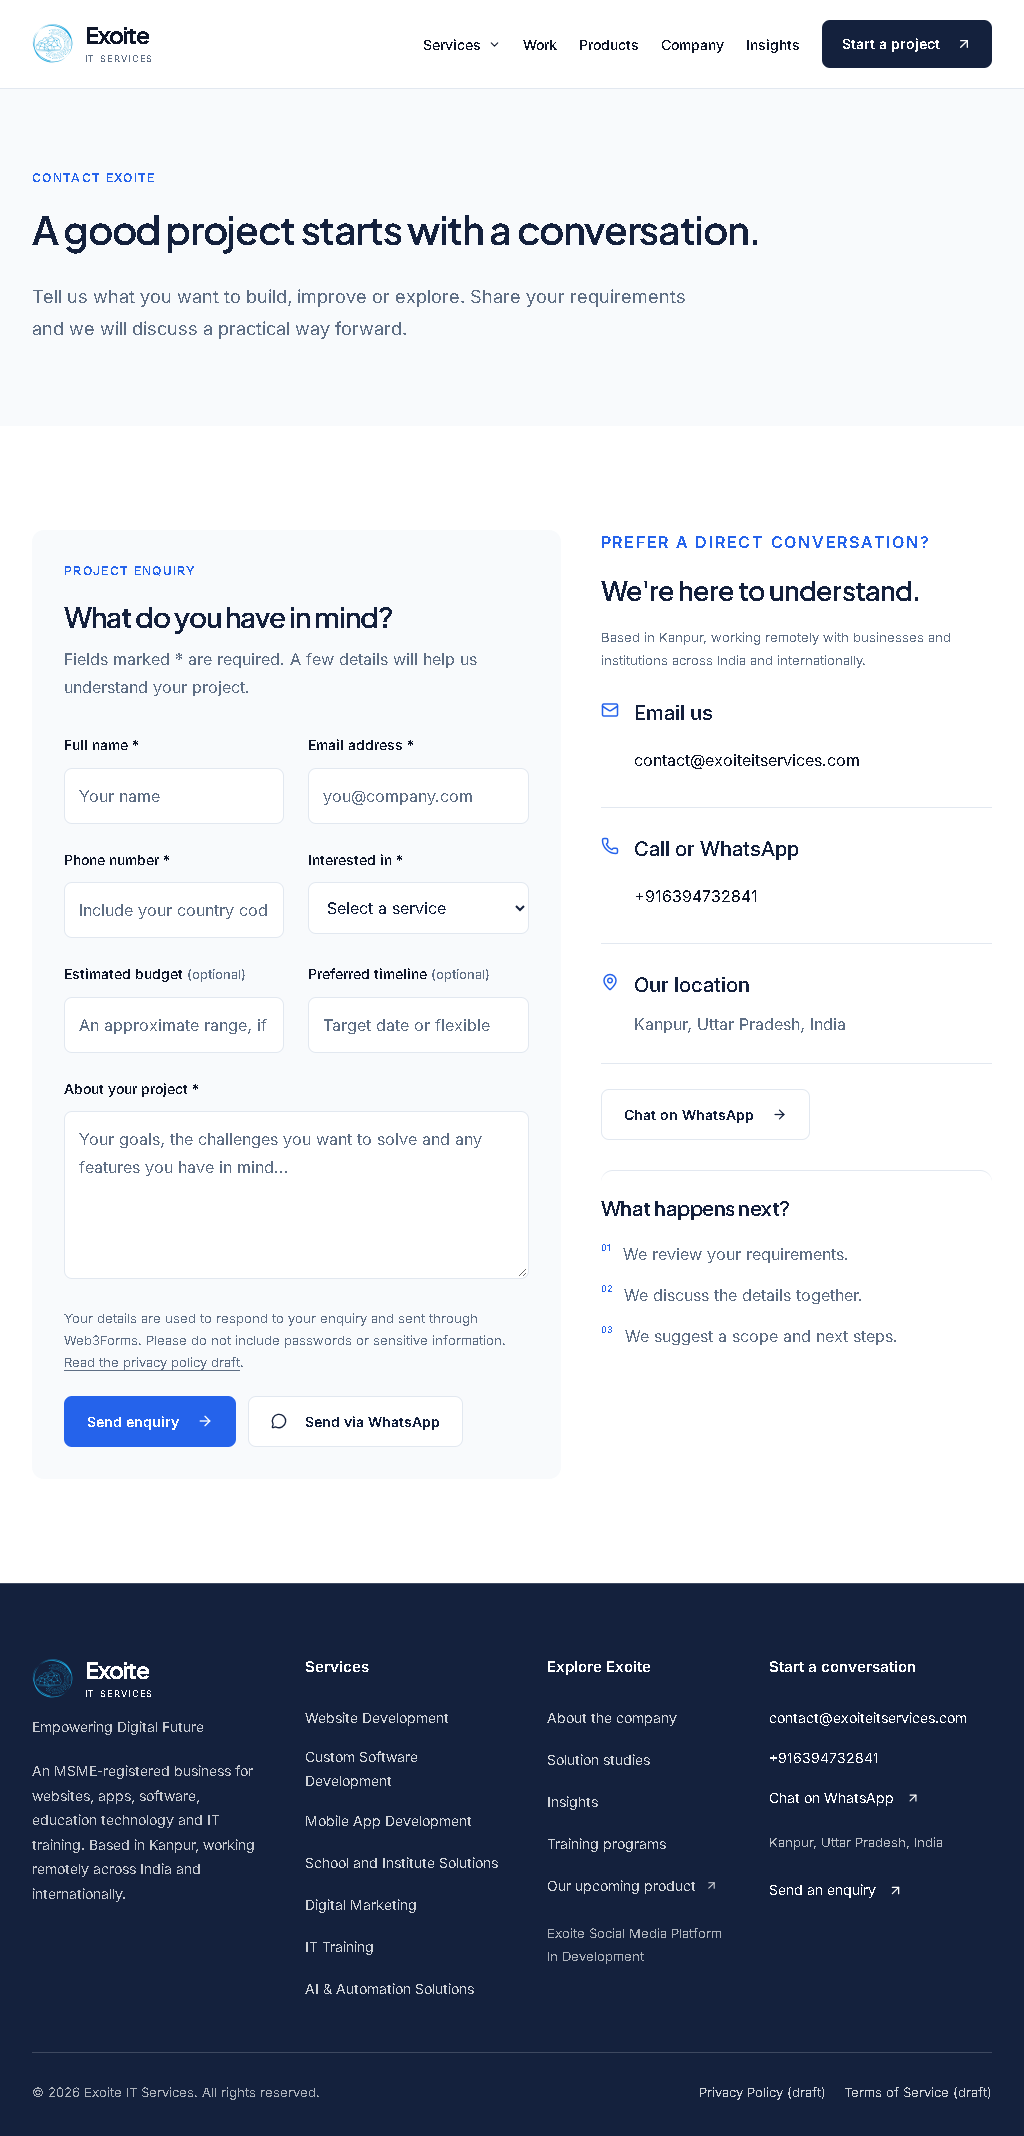 Exoite
IT SERVICES
Services
Work
Products
Company
Insights
Start a project
CONTACT EXOITE
A good project starts with a conversation.
Tell us what you want to build, improve or explore. Share your requirements
and we will discuss a practical way forward.
PROJECT ENQUIRY
What do you have in mind?
Fields marked * are required. A few details will help us
understand your project.
Full name *
Email address *
Your name
you@company.com
Phone number *
Interested in *
Include your country cod
Select a service
Estimated budget (optional)
Preferred timeline (optional)
An approximate range, if
Target date or flexible
About your project *
Your goals, the challenges you want to solve and any
features you have in mind...
Your details are used to respond to your enquiry and sent through
Web3Forms. Please do not include passwords or sensitive information.
Read the privacy policy draft.
Send enquiry
Send via WhatsApp
PREFER A DIRECT CONVERSATION?
We're here to understand.
Based in Kanpur, working remotely with businesses and
institutions across India and internationally.
Email us
contact@exoiteitservices.com
Call or WhatsApp
+916394732841
Our location
Kanpur, Uttar Pradesh, India
Chat on WhatsApp
What happens next?
01 We review your requirements.
02 We discuss the details together.
03 We suggest a scope and next steps.
Exoite
IT SERVICES
Empowering Digital Future
An MSME-registered business for
websites, apps, software,
education technology and IT
training. Based in Kanpur, working
remotely across India and
internationally.
Services
Website Development
Custom Software
Development
Mobile App Development
School and Institute Solutions
Digital Marketing
IT Training
AI & Automation Solutions
Explore Exoite
About the company
Solution studies
Insights
Training programs
Our upcoming product
Exoite Social Media Platform
In Development
Start a conversation
contact@exoiteitservices.com
+916394732841
Chat on WhatsApp
Kanpur, Uttar Pradesh, India
Send an enquiry
© 2026 Exoite IT Services. All rights reserved.
Privacy Policy (draft)
Terms of Service (draft)